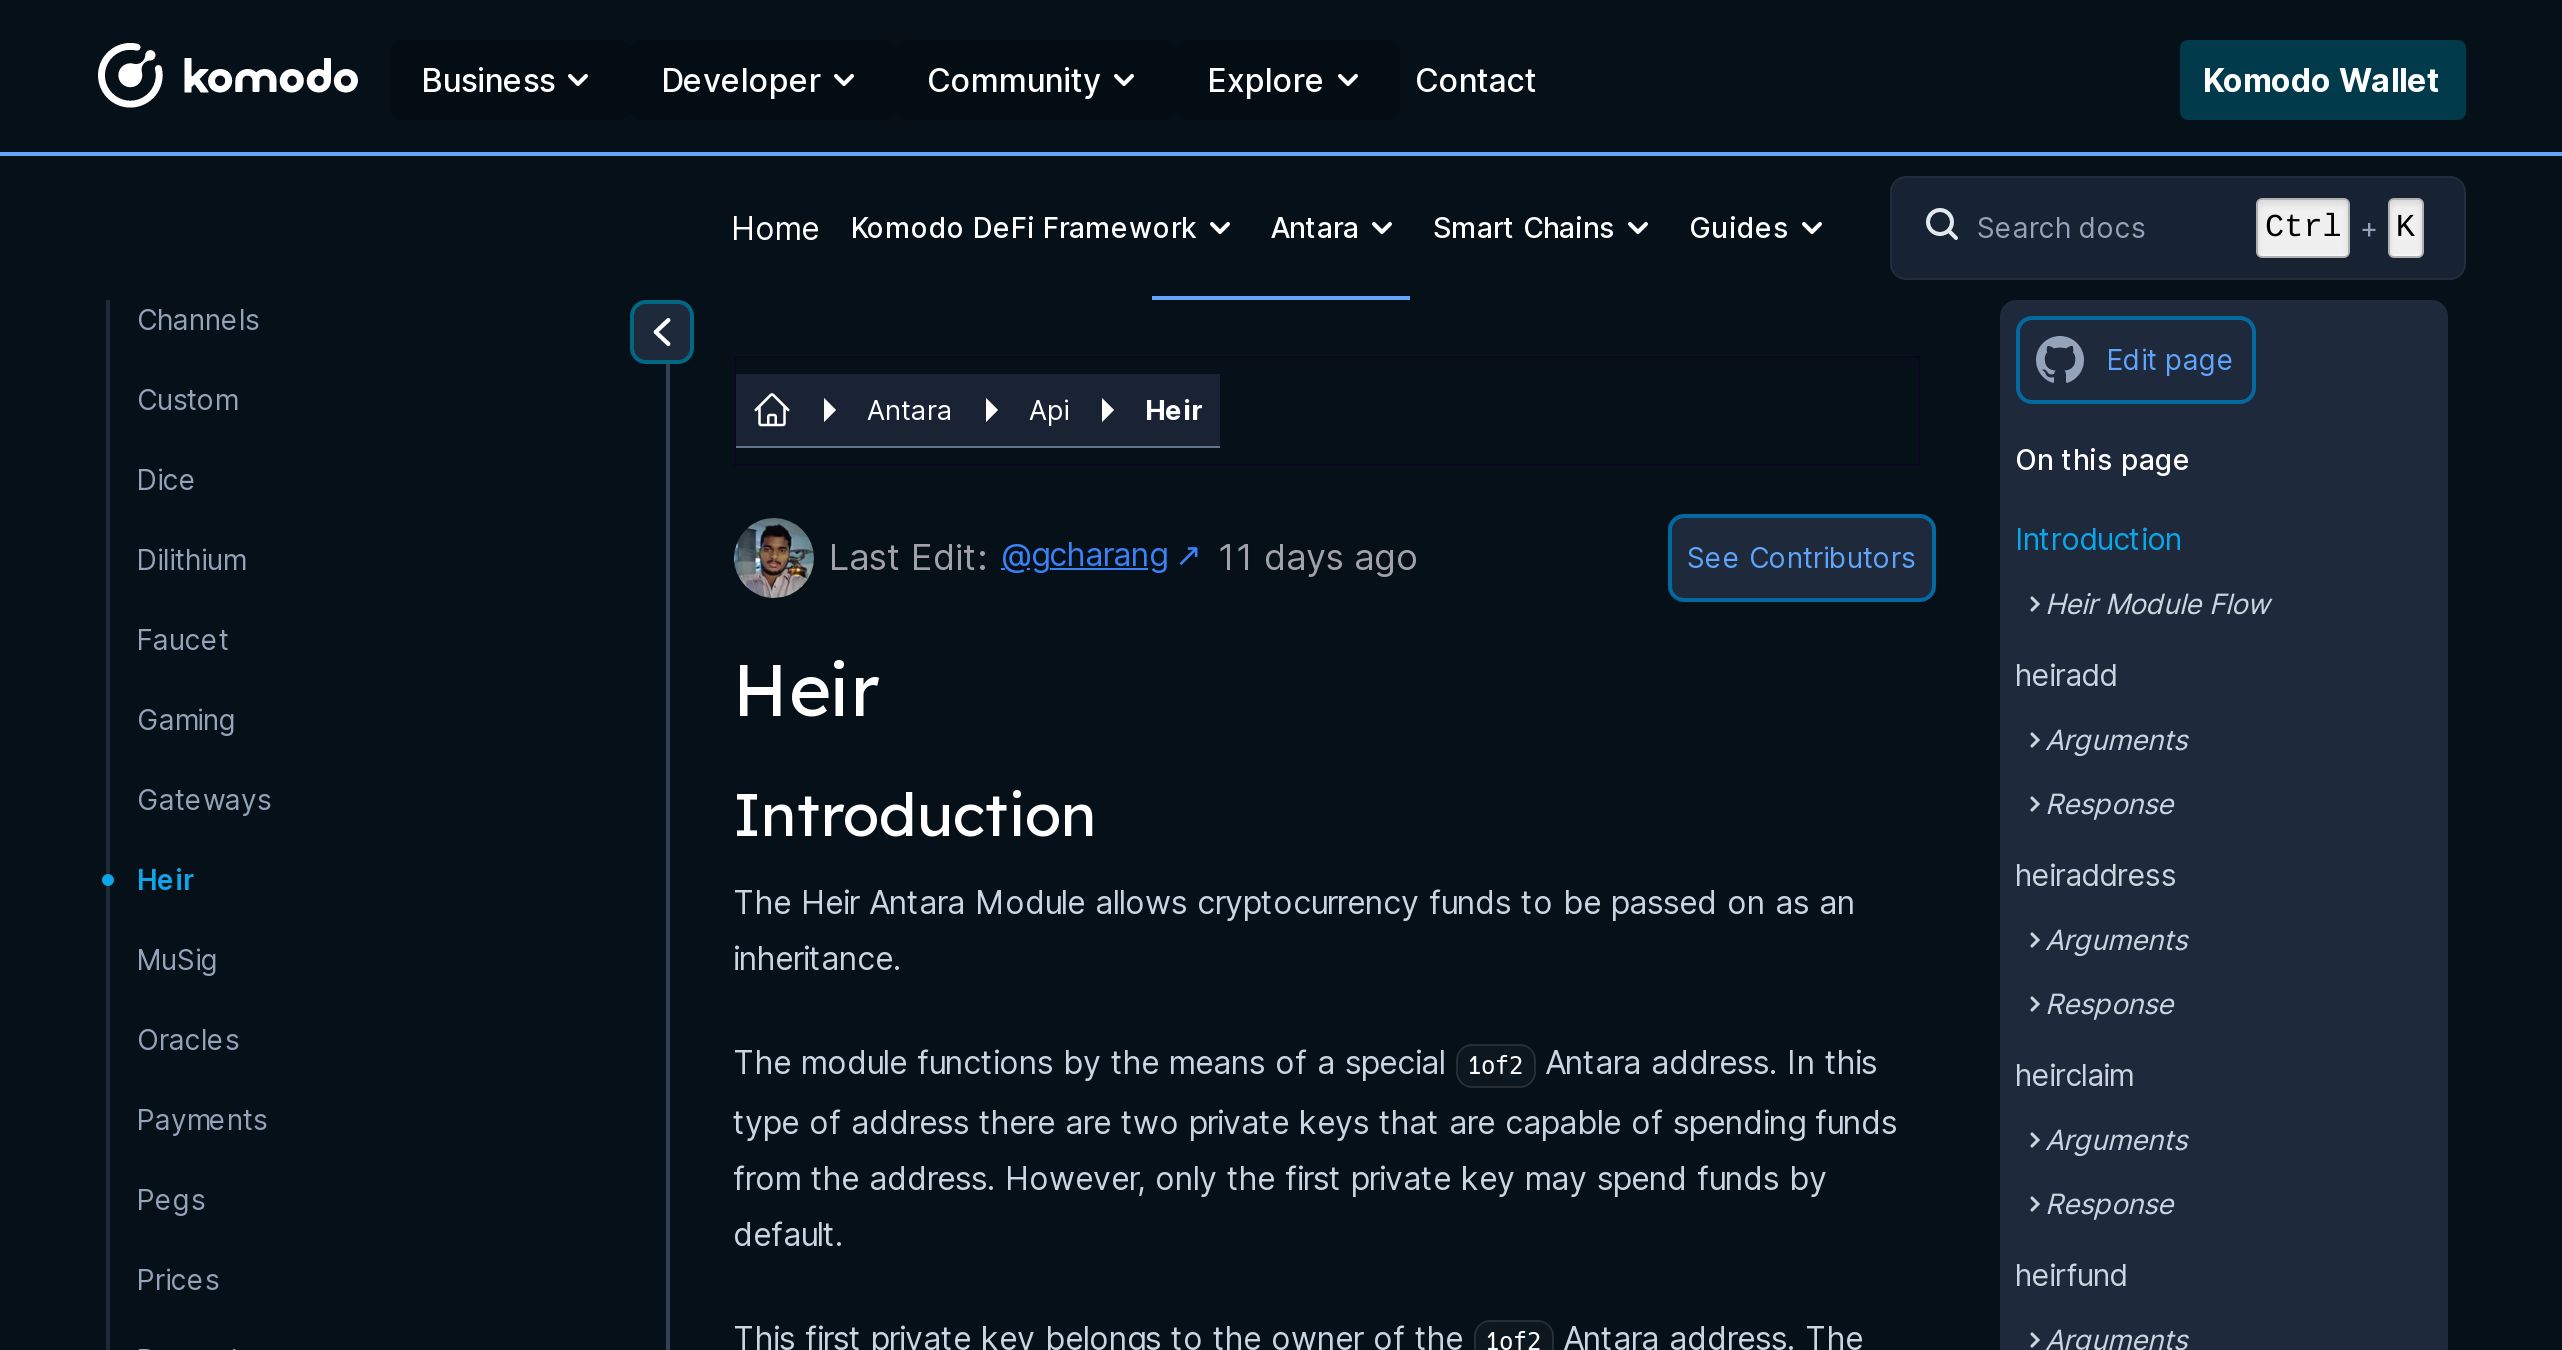 komodo
Business
Developer
Community
Explore
Contact
Komodo Wallet
Home
Komodo DeFi Framework
Antara
Smart Chains
Guides
Search docs
Ctrl + K
Channels
Custom
Dice
Dilithium
Faucet
Gaming
Gateways
Heir
MuSig
Oracles
Payments
Pegs
Prices
Antara
Api
Heir
Last Edit: @gcharang ↗ 11 days ago
See Contributors
Heir
Introduction
The Heir Antara Module allows cryptocurrency funds to be passed on as an
inheritance.
The module functions by the means of a special 1of2 Antara address. In this
type of address there are two private keys that are capable of spending funds
from the address. However, only the first private key may spend funds by
default.
This first private key belongs to the owner of the 1of2 Antara address. The
Edit page
On this page
Introduction
Heir Module Flow
heiradd
Arguments
Response
heiraddress
Arguments
Response
heirclaim
Arguments
Response
heirfund
Arguments